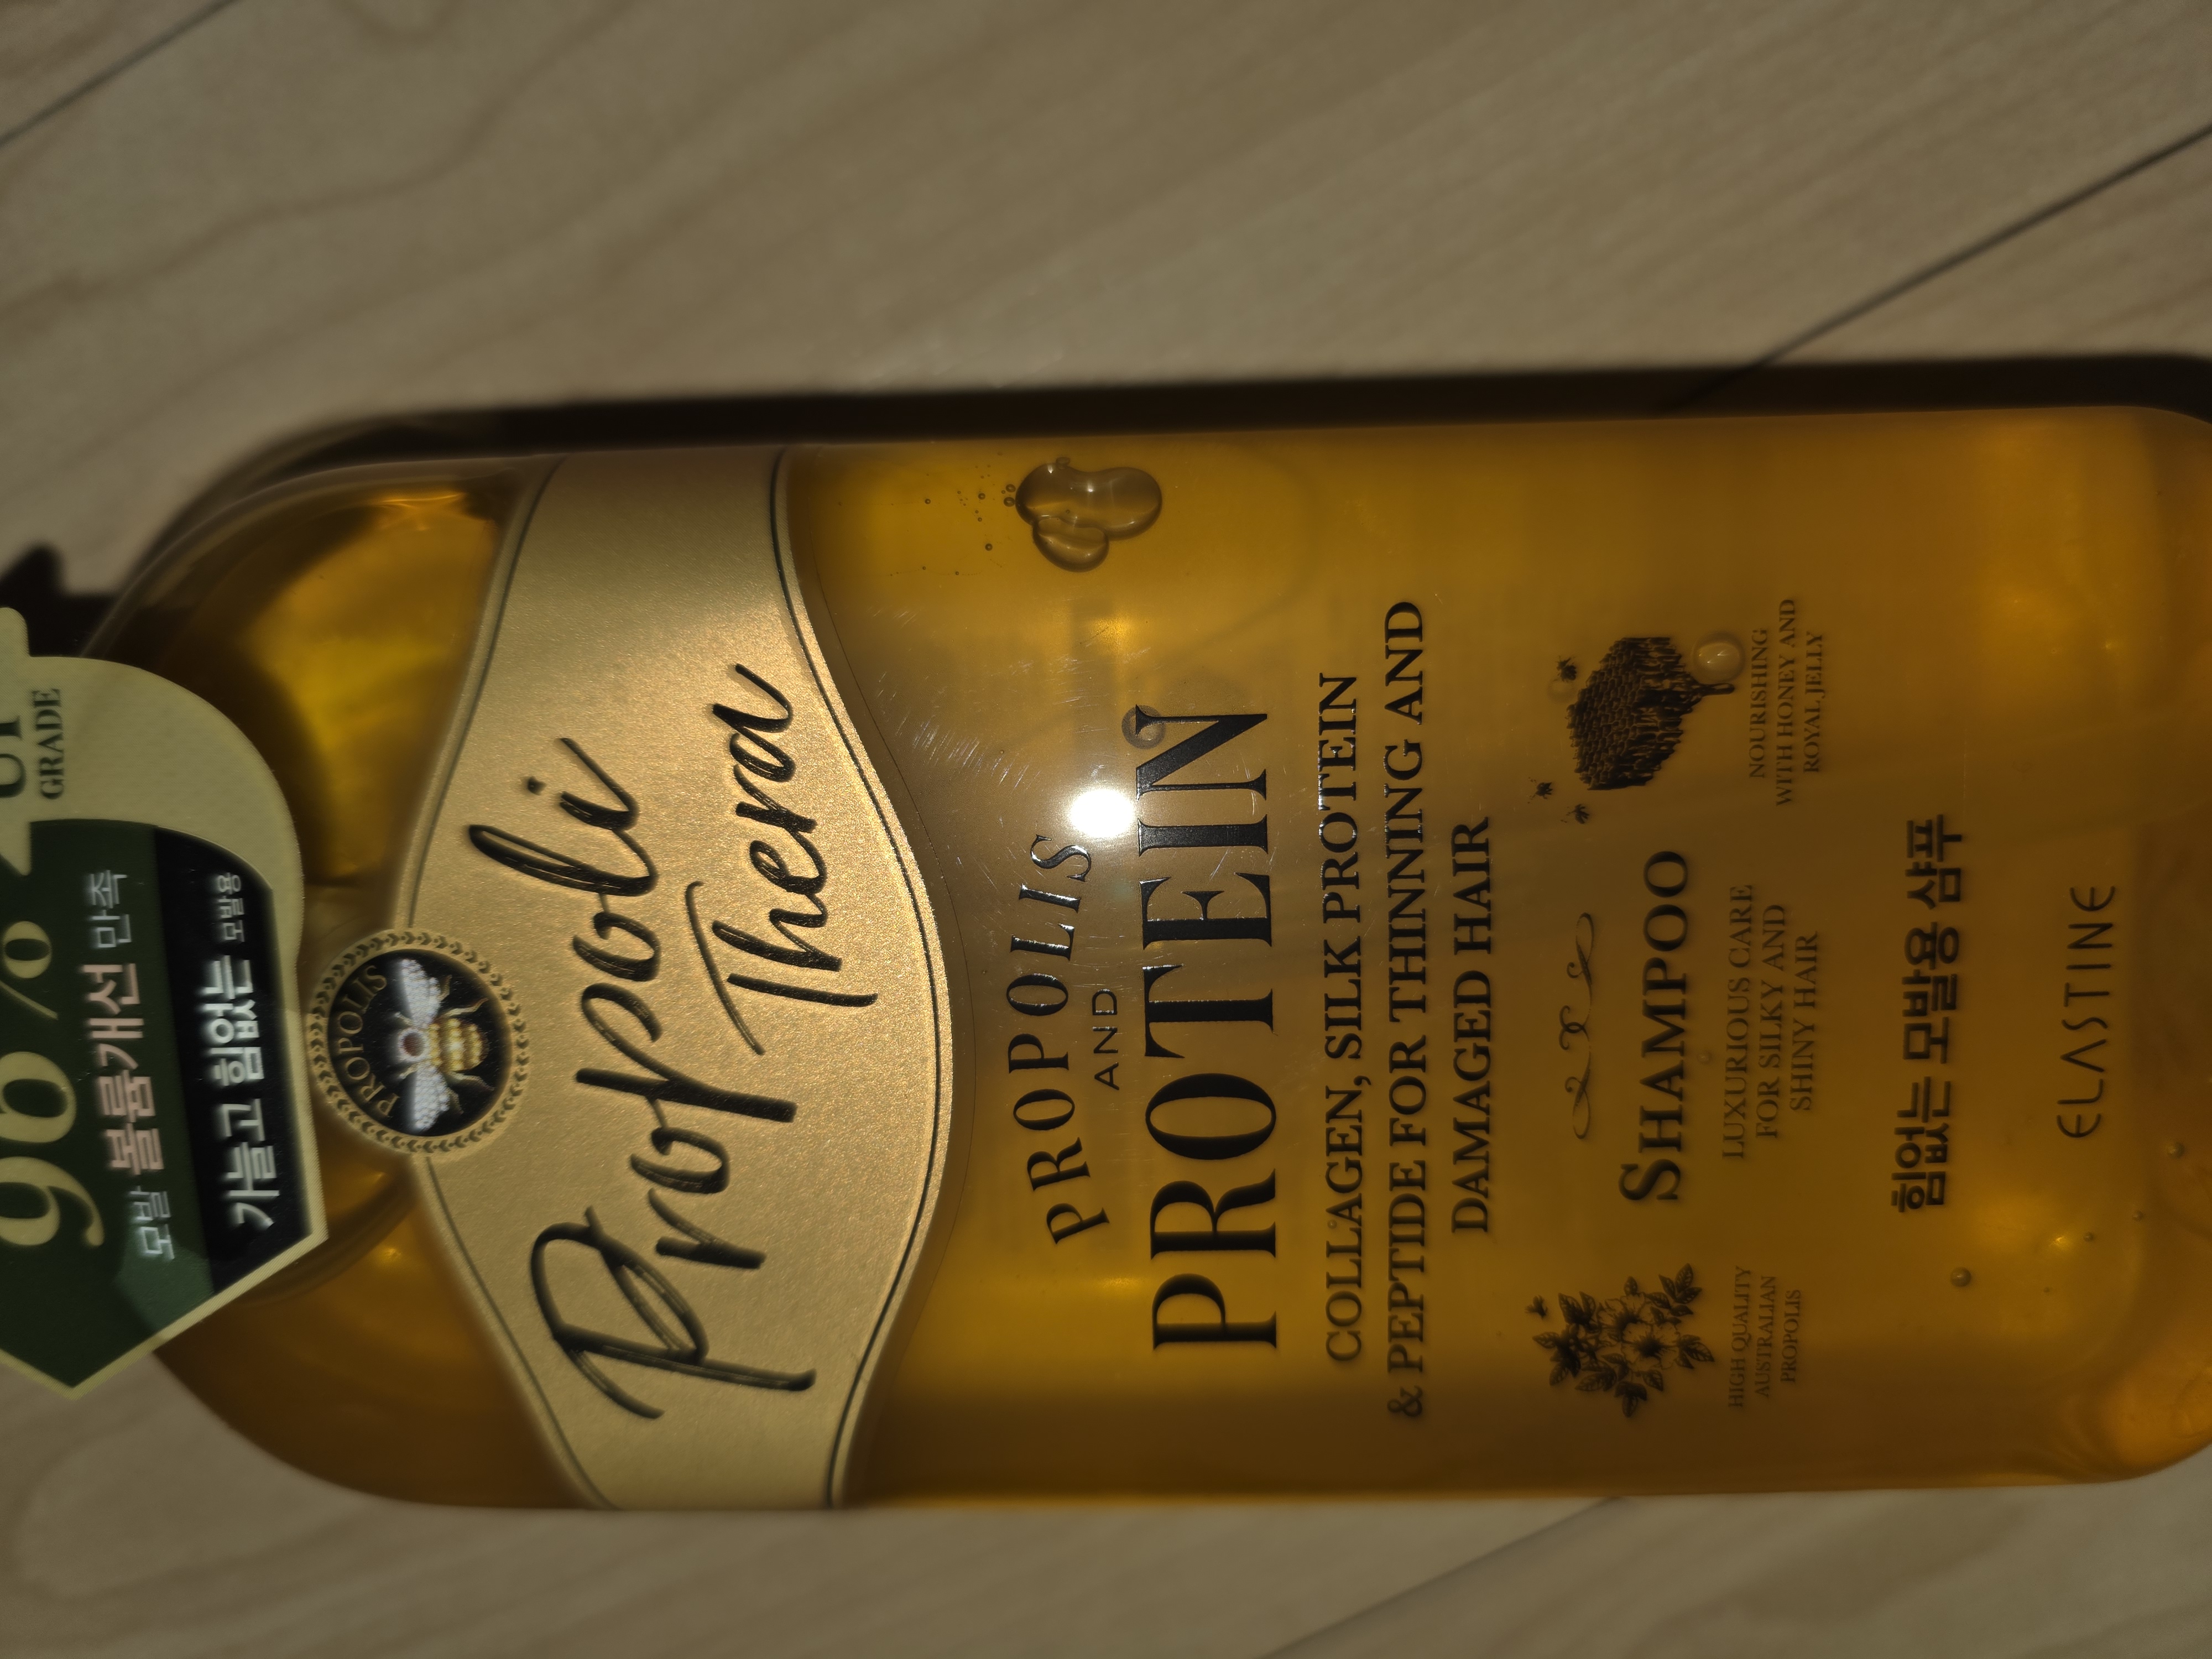 UP
GRADE
96%
모발 볼륨개선 만족
가늘고 힘없는 모발용
PROPOLIS
Propoli
Thera
PROPOLIS
AND
PROTEIN
COLLAGEN, SILK PROTEIN
& PEPTIDE FOR THINNING AND
DAMAGED HAIR
SHAMPOO
LUXURIOUS CARE
FOR SILKY AND
SHINY HAIR
HIGH QUALITY
AUSTRALIAN
PROPOLIS
NOURISHING
WITH HONEY AND
ROYAL JELLY
힘없는 모발용 샴푸
ELASTINE